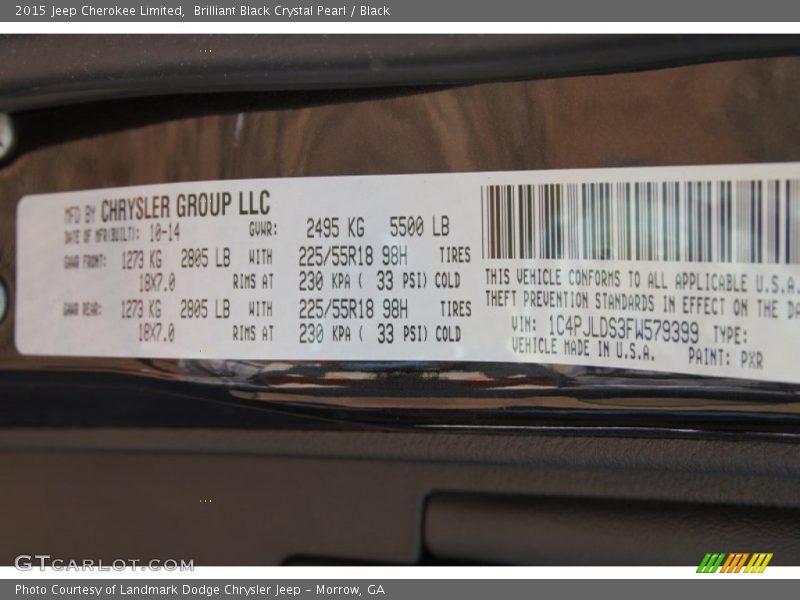 2015 Jeep Cherokee Limited,  Brilliant Black Crystal Pearl / Black
MFD BY CHRYSLER GROUP LLC
DATE OF MFR(BUILT): 10-14 GVWR: 2495 KG 5500 LB
GAWR FRONT: 1273 KG 2805 LB WITH 225/55R18 98H TIRES
18X7.0 RIMS AT 230 KPA ( 33 PSI) COLD
GAWR REAR: 1273 KG 2805 LB WITH 225/55R18 98H TIRES
18X7.0 RIMS AT 230 KPA ( 33 PSI) COLD
THIS VEHICLE CONFORMS TO ALL APPLICABLE U.S.A.
THEFT PREVENTION STANDARDS IN EFFECT ON THE DA
VIN: 1C4PJLDS3FW579399 TYPE:
VEHICLE MADE IN U.S.A. PAINT: PXR
GTCARLOT.COM
Photo Courtesy of Landmark Dodge Chrysler Jeep - Morrow, GA